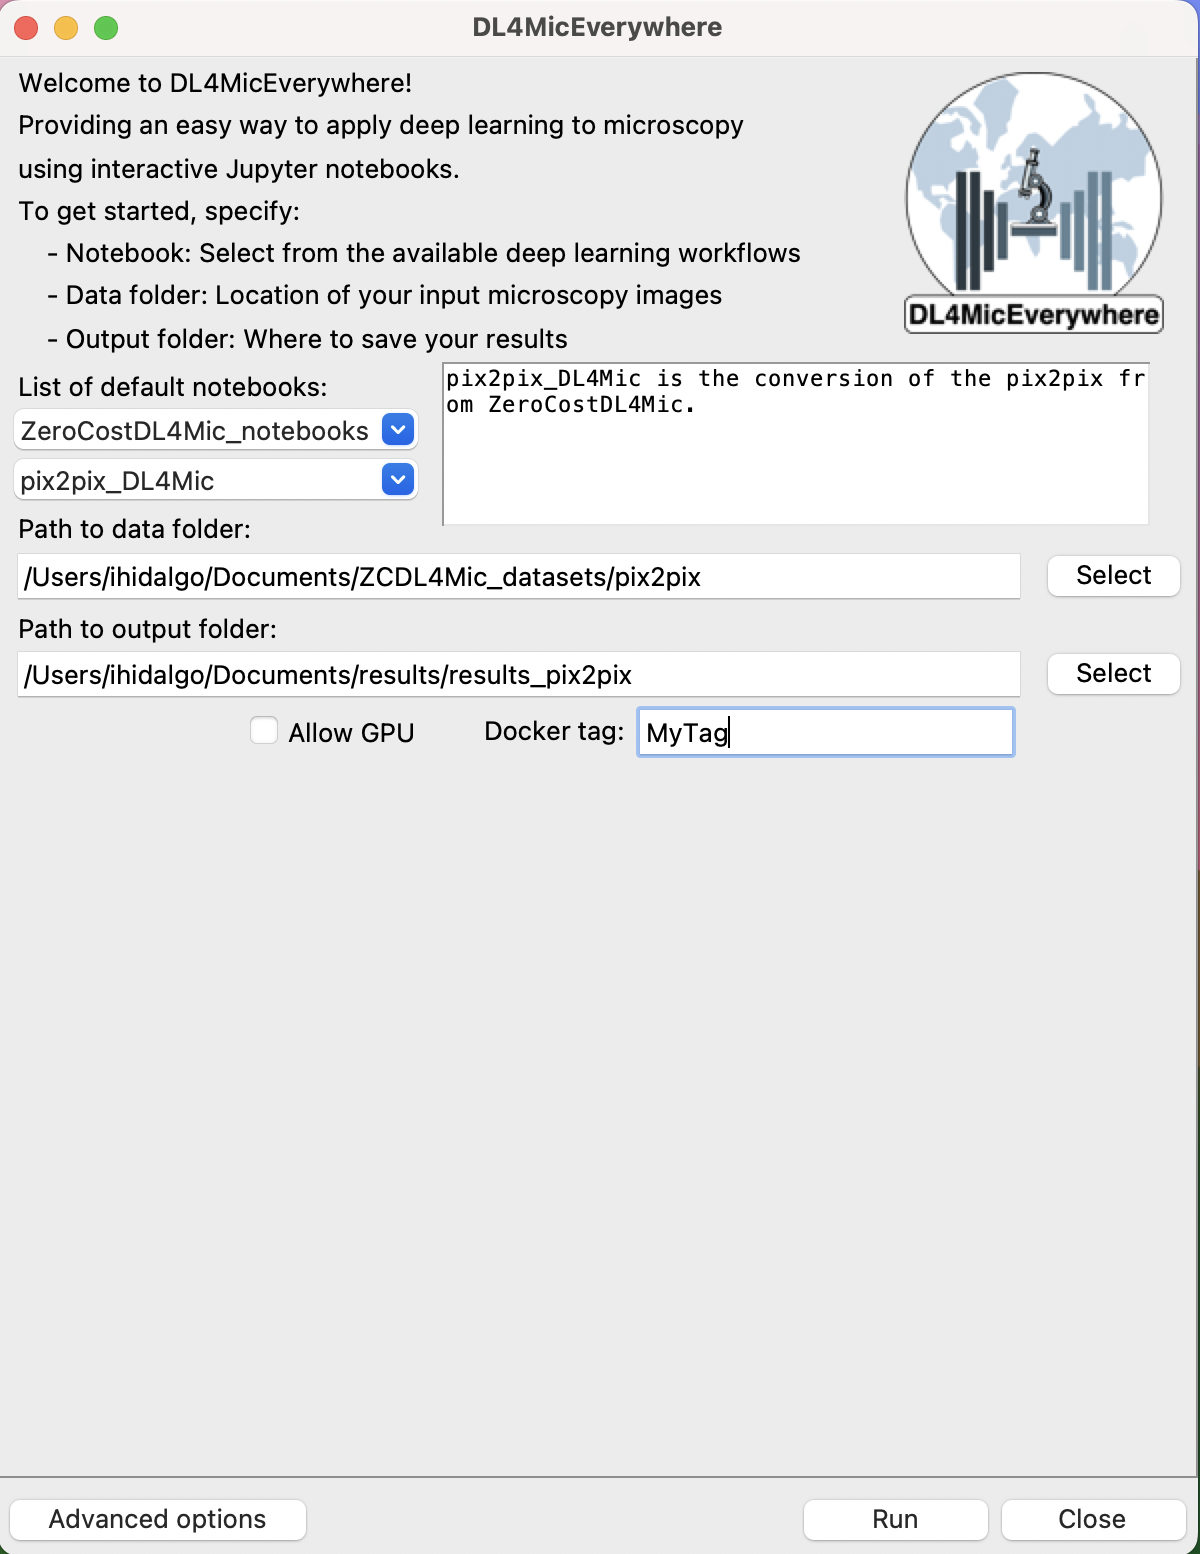 DL4MicEverywhere
Welcome to DL4MicEverywhere!
Providing an easy way to apply deep learning to microscopy
using interactive Jupyter notebooks.
To get started, specify:
- Notebook: Select from the available deep learning workflows
- Data folder: Location of your input microscopy images
- Output folder: Where to save your results
DL4MicEverywhere
List of default notebooks:
ZeroCostDL4Mic_notebooks
pix2pix_DL4Mic
pix2pix_DL4Mic is the conversion of the pix2pix fr
om ZeroCostDL4Mic.
Path to data folder:
/Users/ihidalgo/Documents/ZCDL4Mic_datasets/pix2pix
Select
Path to output folder:
/Users/ihidalgo/Documents/results/results_pix2pix
Select
Allow GPU
Docker tag:
MyTag
Advanced options
Run
Close